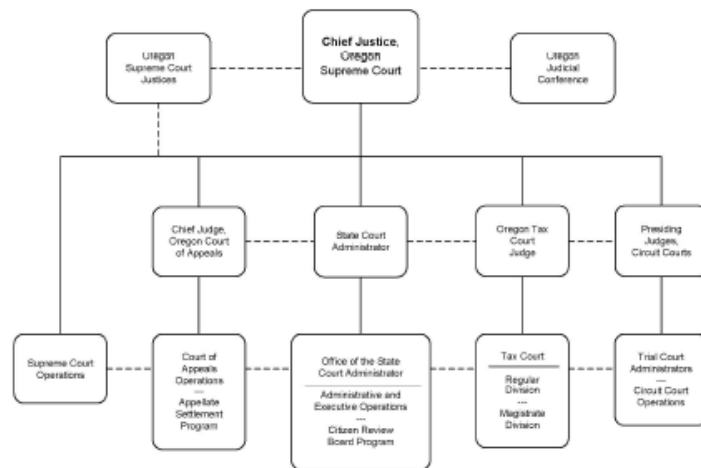 Oregon
Supreme Court
Justices
Chief Justice,
Oregon
Supreme Court
Oregon
Judicial
Conference
Chief Judge,
Oregon Court
of Appeals
State Court
Administrator
Oregon Tax
Court
Judge
Presiding
Judges,
Circuit Courts
Supreme Court
Operations
Court of
Appeals
Operations
---
Appellate
Settlement
Program
Office of the State
Court Administrator
Administrative and
Executive Operations
---
Citizen Review
Board Program
Tax Court
Regular
Division
---
Magistrate
Division
Trial Court
Administrators
---
Circuit Court
Operations